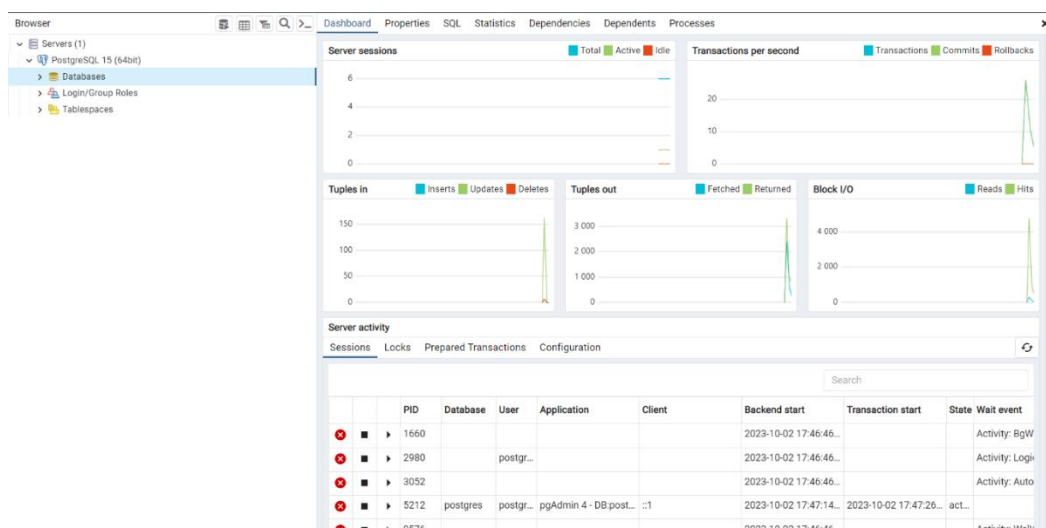 Browser
Dashboard Properties SQL Statistics Dependencies Dependents Processes
Servers (1)
PostgreSQL 15 (64bit)
Databases
Login/Group Roles
Tablespaces
Server sessions
Total Active Idle
6
4
2
0
Transactions per second
Transactions Commits Rollbacks
20
10
0
Tuples in
Inserts Updates Deletes
150
100
50
0
Tuples out
Fetched Returned
3 000
2 000
1 000
0
Block I/O
Reads Hits
4 000
2 000
0
Server activity
Sessions Locks Prepared Transactions Configuration
Search
PID Database User Application Client Backend start Transaction start State Wait event
1660 2023-10-02 17:46:46... Activity: BgW
2980 postgr... 2023-10-02 17:46:46... Activity: Logi
3052 2023-10-02 17:46:46... Activity: Auto
5212 postgres postgr... pgAdmin 4 - DB:post... ::1 2023-10-02 17:47:14... 2023-10-02 17:47:26... act...